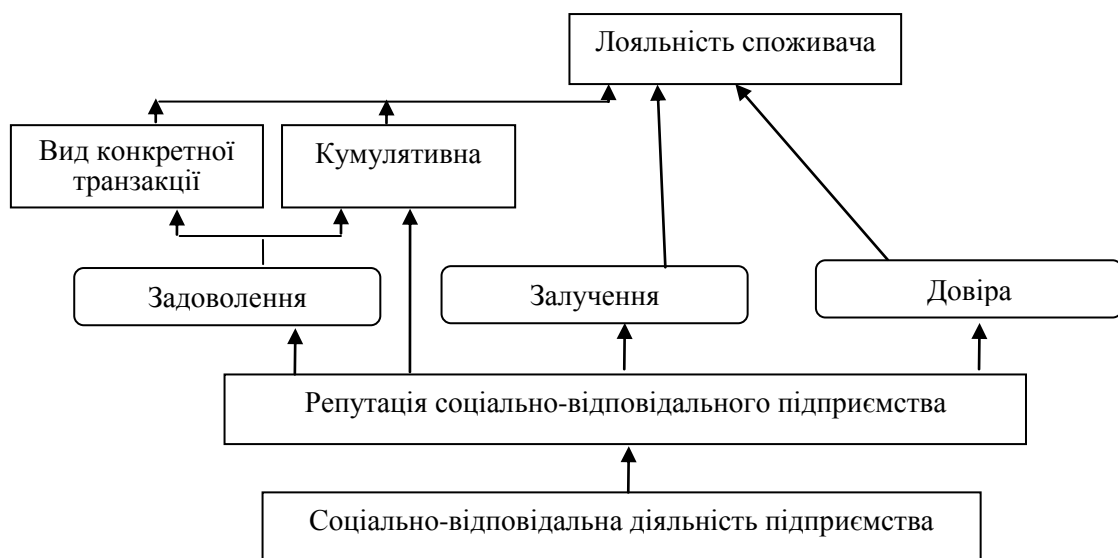 Лояльність споживача
Вид конкретної
транзакції
Кумулятивна
Задоволення
Залучення
Довіра
Репутація соціально-відповідального підприємства
Соціально-відповідальна діяльність підприємства